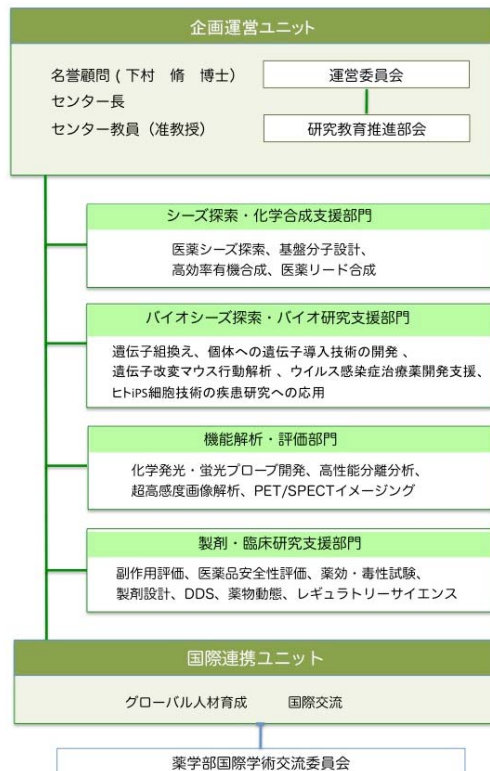 企画運営ユニット
名誉顧問 ( 下村　脩　博士)
運営委員会
センター長
センター教員（准教授）
研究教育推進部会
シーズ探索・化学合成支援部門
医薬シーズ探索、基盤分子設計、
高効率有機合成、医薬リード合成
バイオシーズ探索・バイオ研究支援部門
遺伝子組換え、個体への遺伝子導入技術の開発 、
遺伝子改変マウス行動解析 、ウイルス感染症治療薬開発支援、
ヒトiPS細胞技術の疾患研究への応用
機能解析・評価部門
化学発光・蛍光プローブ開発、高性能分離分析、
超高感度画像解析、PET/SPECTイメージング
製剤・臨床研究支援部門
副作用評価、医薬品安全性評価、薬効・毒性試験、
製剤設計、DDS、薬物動態、レギュラトリーサイエンス
国際連携ユニット
グローバル人材育成　　国際交流
薬学部国際学術交流委員会